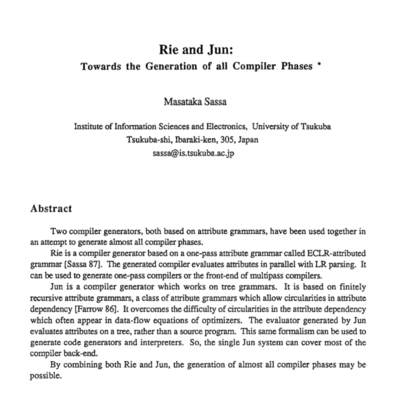 Rie and Jun:
Towards the Generation of all Compiler Phases *
Masataka Sassa
Institute of Information Sciences and Electronics, University of Tsukuba
Tsukuba-shi, Ibaraki-ken, 305, Japan
sassa@is.tsukuba.ac.jp
Abstract
Two compiler generators, both based on attribute grammars, have been used together in
an attempt to generate almost all compiler phases.
Rie is a compiler generator based on a one-pass attribute grammar called ECLR-attributed
grammar [Sassa 87]. The generated compiler evaluates attributes in parallel with LR parsing. It
can be used to generate one-pass compilers or the front-end of multipass compilers.
Jun is a compiler generator which works on tree grammars. It is based on finitely
recursive attribute grammars, a class of attribute grammars which allow circularities in attribute
dependency [Farrow 86]. It overcomes the difficulty of circularities in the attribute dependency
which often appear in data-flow equations of optimizers. The evaluator generated by Jun
evaluates attributes on a tree, rather than a source program. This same formalism can be used to
generate code generators and interpreters. So, the single Jun system can cover most of the
compiler back-end.
By combining both Rie and Jun, the generation of almost all compiler phases may be
possible.